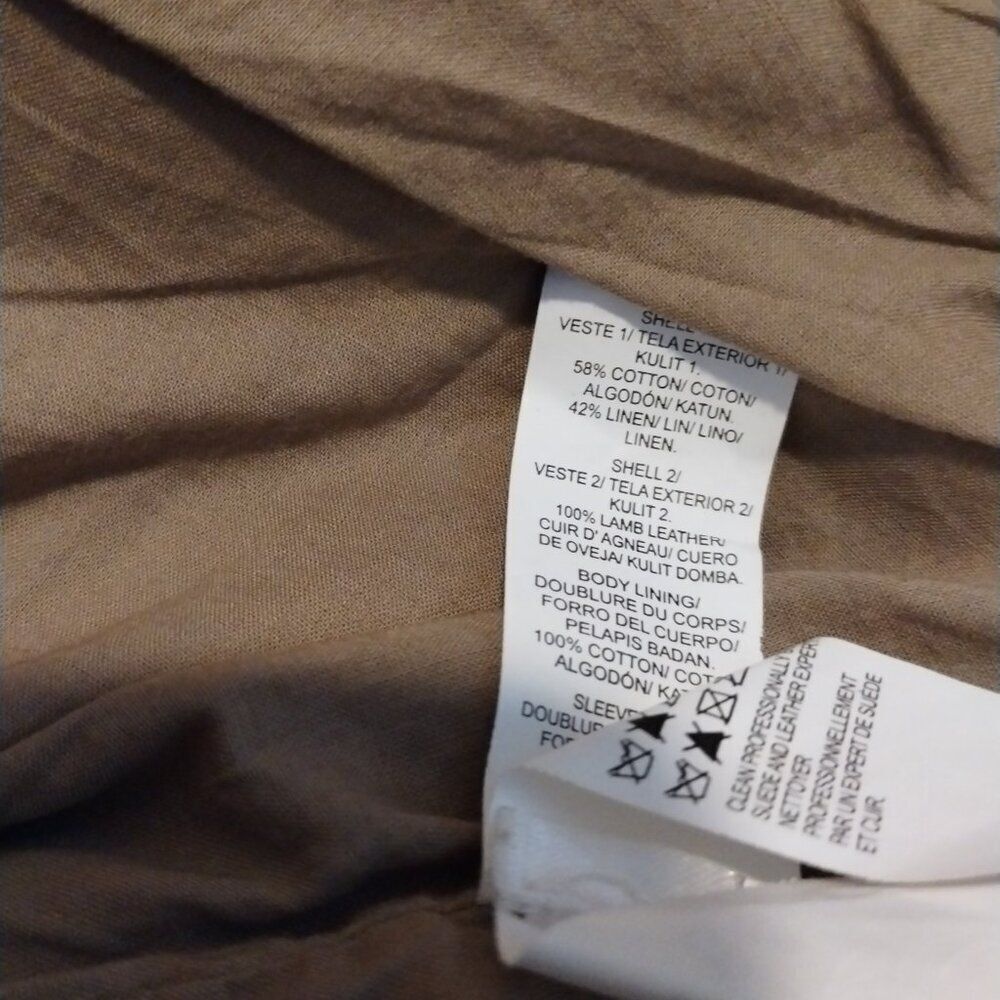 SHELL
VESTE 1/ TELA EXTERIOR 1/
KULIT 1.
58% COTTON/ COTON/
ALGODÓN/ KATUN.
42% LINEN/ LIN/ LINO/
LINEN.
SHELL 2/
VESTE 2/ TELA EXTERIOR 2/
KULIT 2.
100% LAMB LEATHER/
CUIR D'AGNEAU/ CUERO
DE OVEJA/ KULIT DOMBA.
BODY LINING/
DOUBLURE DU CORPS/
FORRO DEL CUERPO/
PELAPIS BADAN.
100% COTTON/
ALGODÓN/
SLEEVE
CLEAN PROFESSIONALLY
SUEDE AND LEATHER
NETTOYER
PROFESSIONNELLEMENT
PAR UN EXPERT DE SUÈDE
ET CUIR